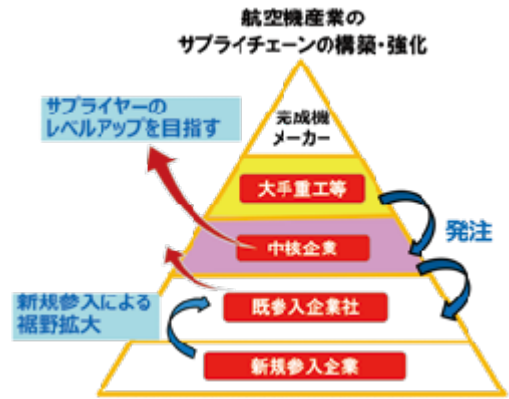 航空機産業の
サプライチェーンの構築・強化
サプライヤーの
レベルアップを目指す
完成機
メーカー
大手重工等
発注
中核企業
新規参入による
裾野拡大
既参入企業社
新規参入企業